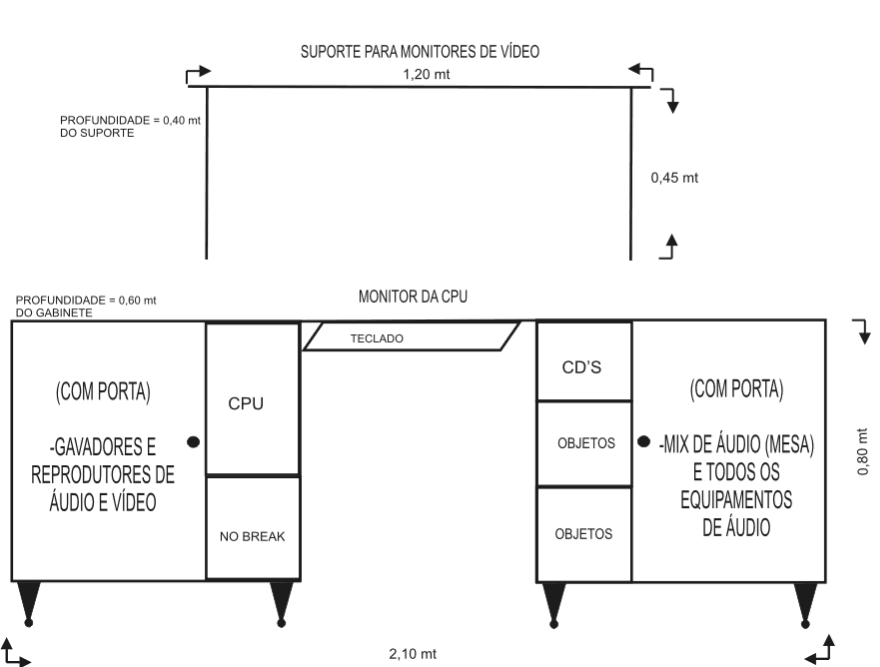 SUPORTE PARA MONITORES DE VÍDEO
1,20 mt
PROFUNDIDADE = 0,40 mt
DO SUPORTE
0,45 mt
PROFUNDIDADE = 0,60 mt
DO GABINETE
MONITOR DA CPU
TECLADO
(COM PORTA)
-GAVADORES E
REPRODUTORES DE
ÁUDIO E VÍDEO
CPU
NO BREAK
CD'S
OBJETOS
OBJETOS
(COM PORTA)
-MIX DE ÁUDIO (MESA)
E TODOS OS
EQUIPAMENTOS
DE ÁUDIO
0,80 mt
2,10 mt